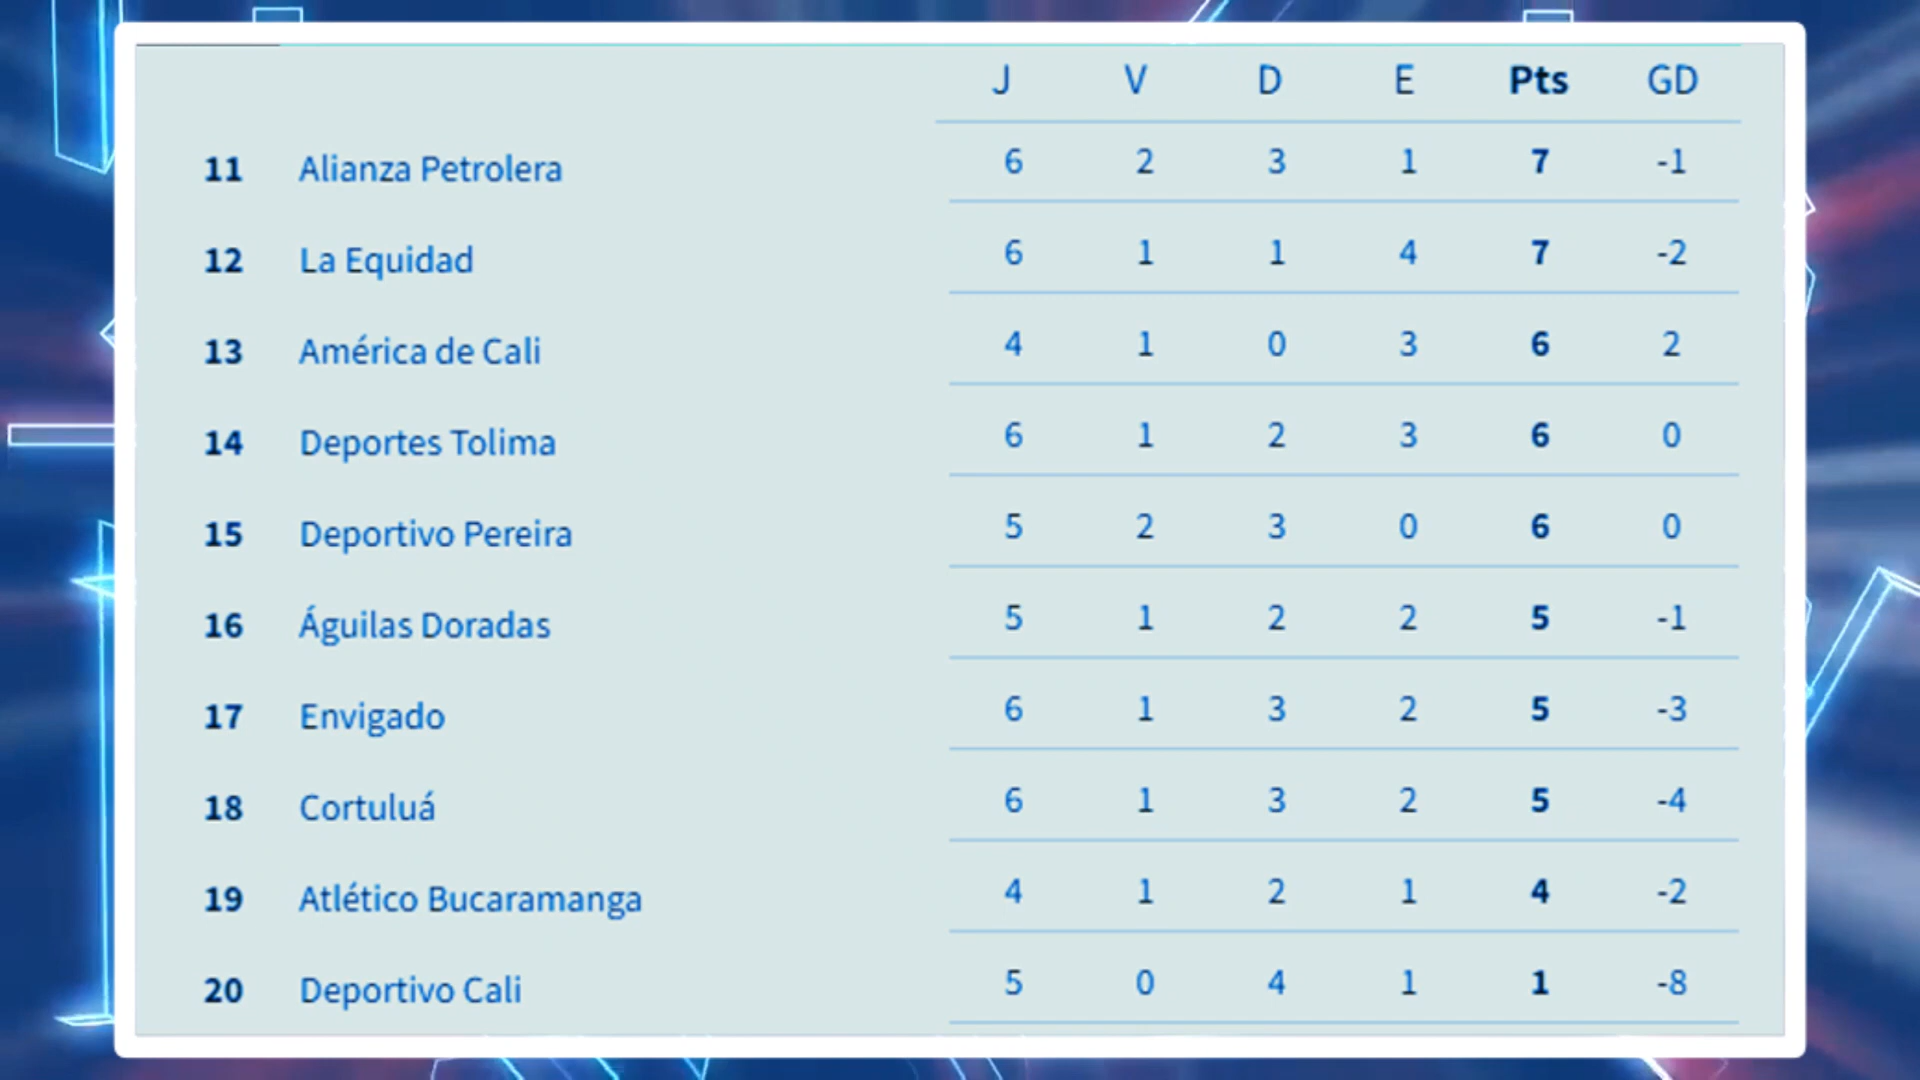 J V D E Pts GD
11 Alianza Petrolera 6 2 3 1 7 -1
12 La Equidad 6 1 1 4 7 -2
13 América de Cali 4 1 0 3 6 2
14 Deportes Tolima 6 1 2 3 6 0
15 Deportivo Pereira 5 2 3 0 6 0
16 Águilas Doradas 5 1 2 2 5 -1
17 Envigado 6 1 3 2 5 -3
18 Cortuluá 6 1 3 2 5 -4
19 Atlético Bucaramanga 4 1 2 1 4 -2
20 Deportivo Cali 5 0 4 1 1 -8